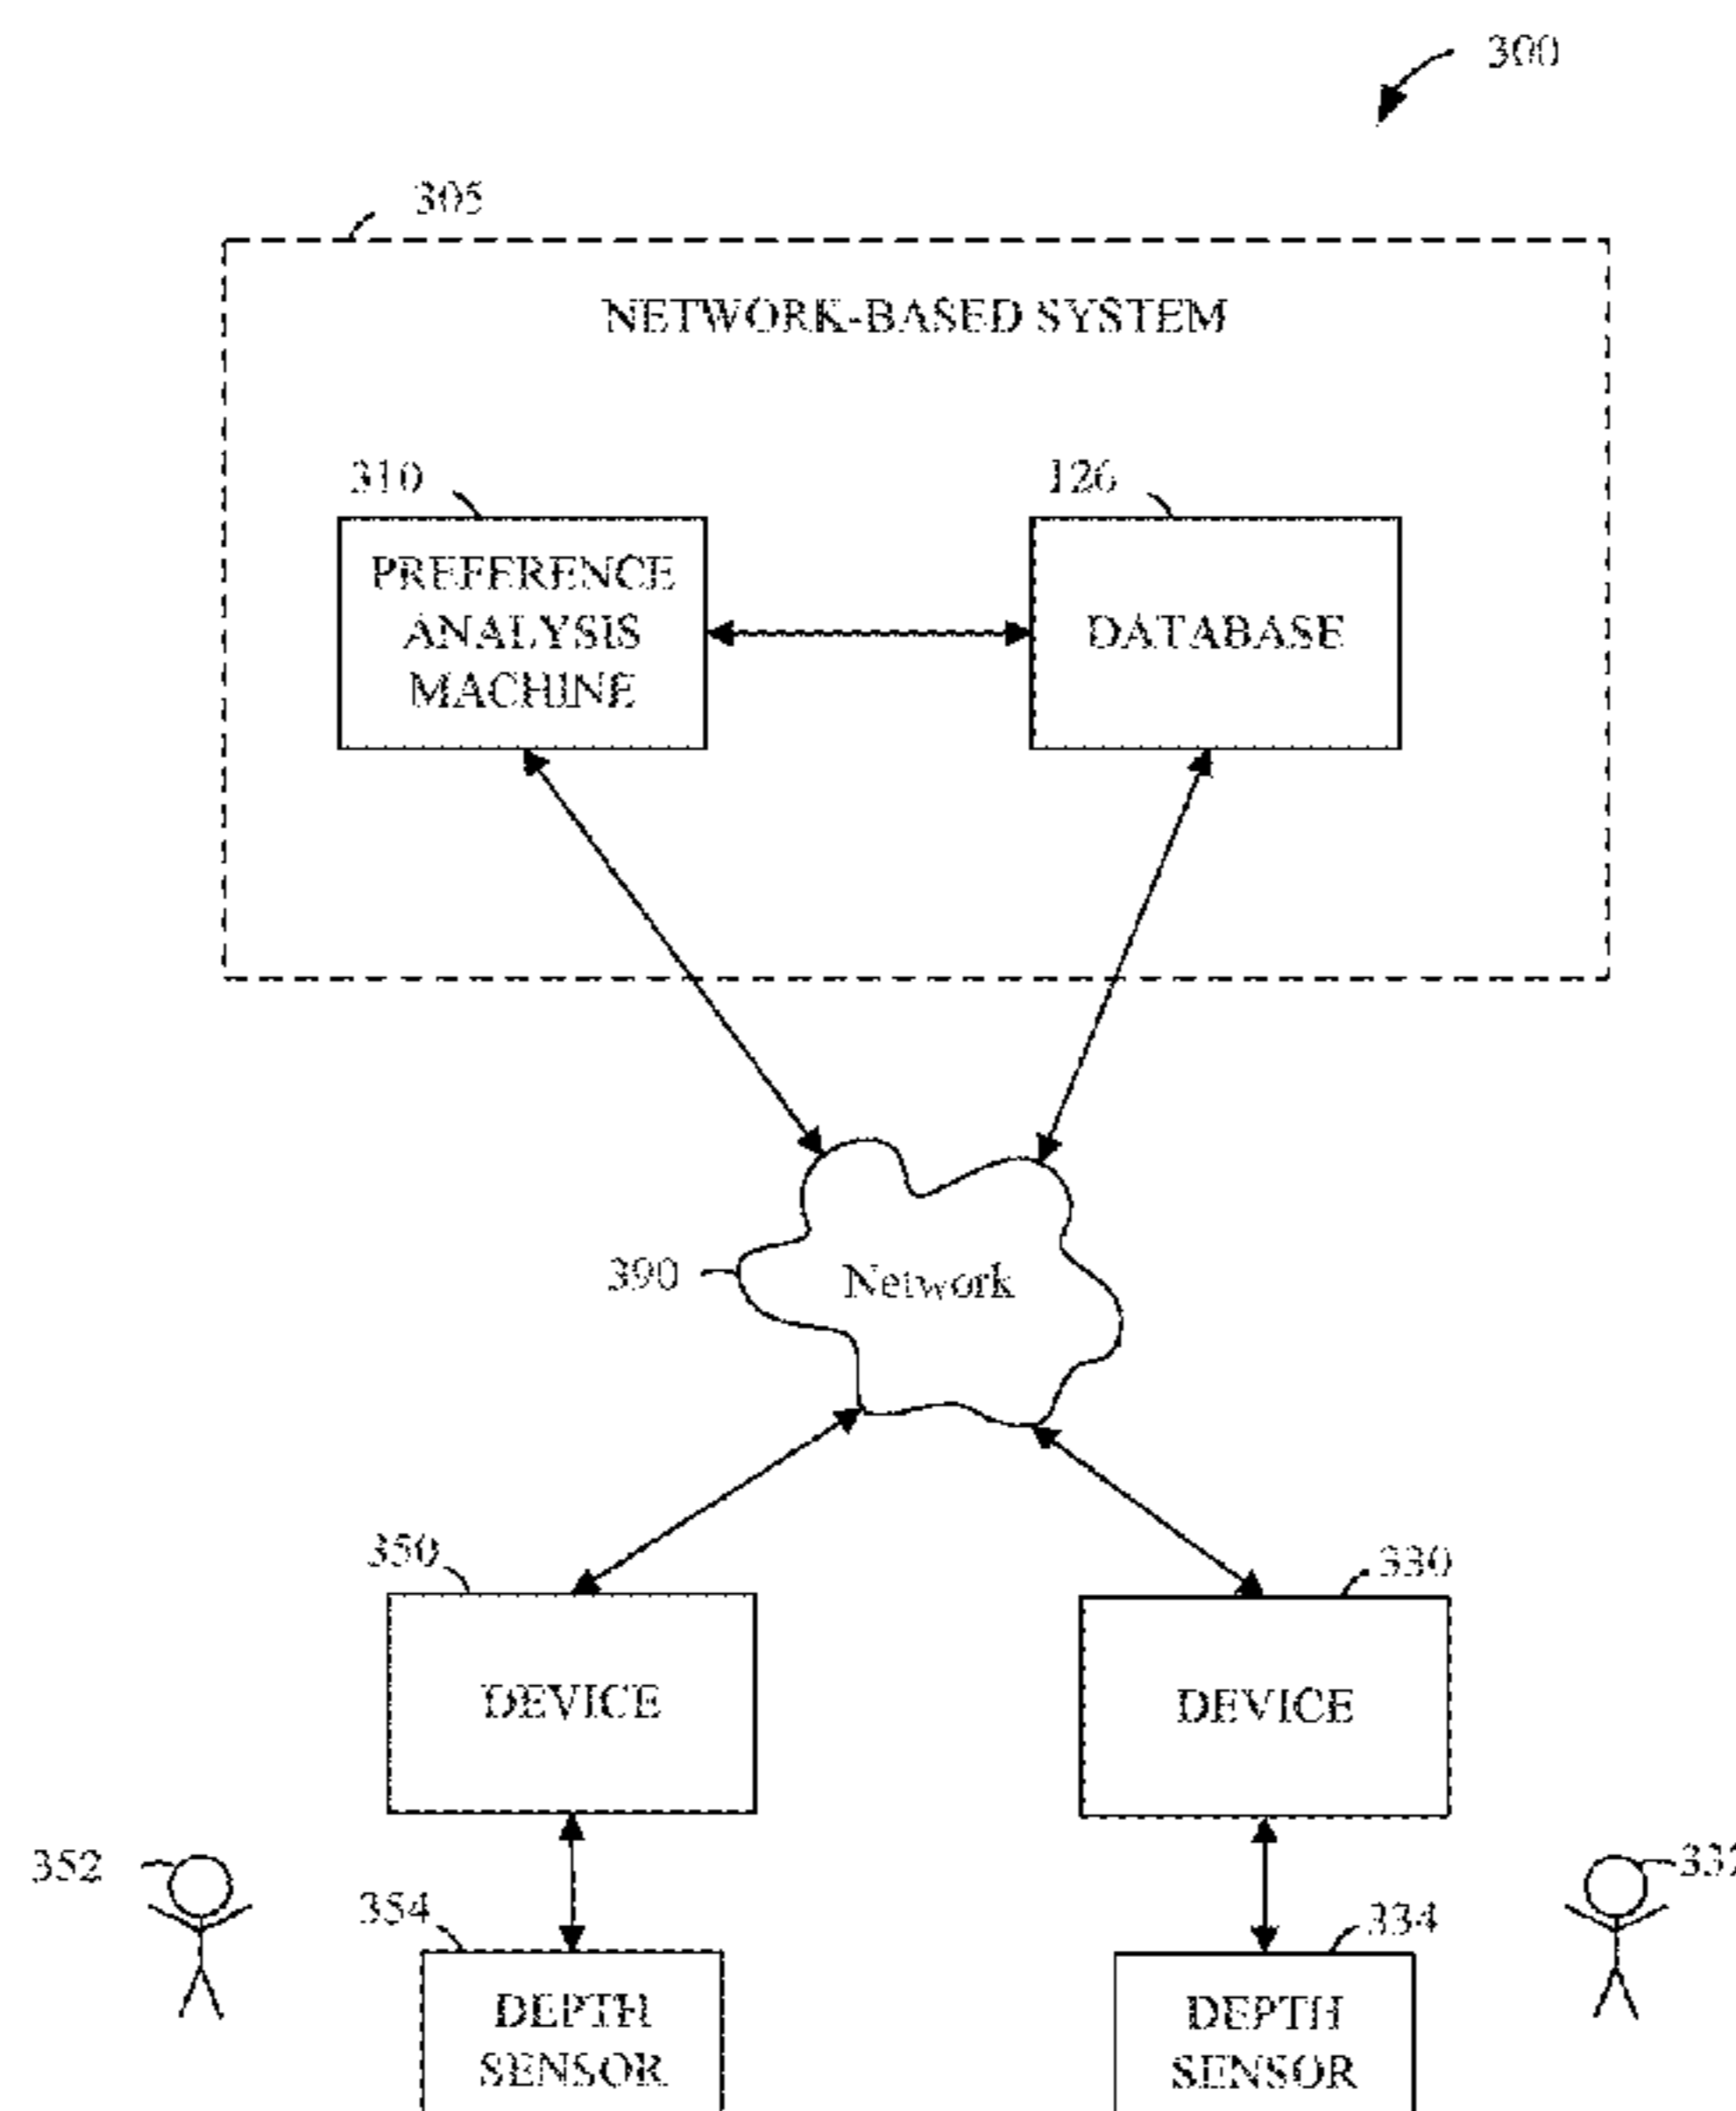 300
305
NETWORK-BASED SYSTEM
310
126
PREFERENCE
ANALYSIS
MACHINE
DATABASE
390
Network
350
330
DEVICE
DEVICE
352
354
334
DEPTH
SENSOR
DEPTH
SENSOR